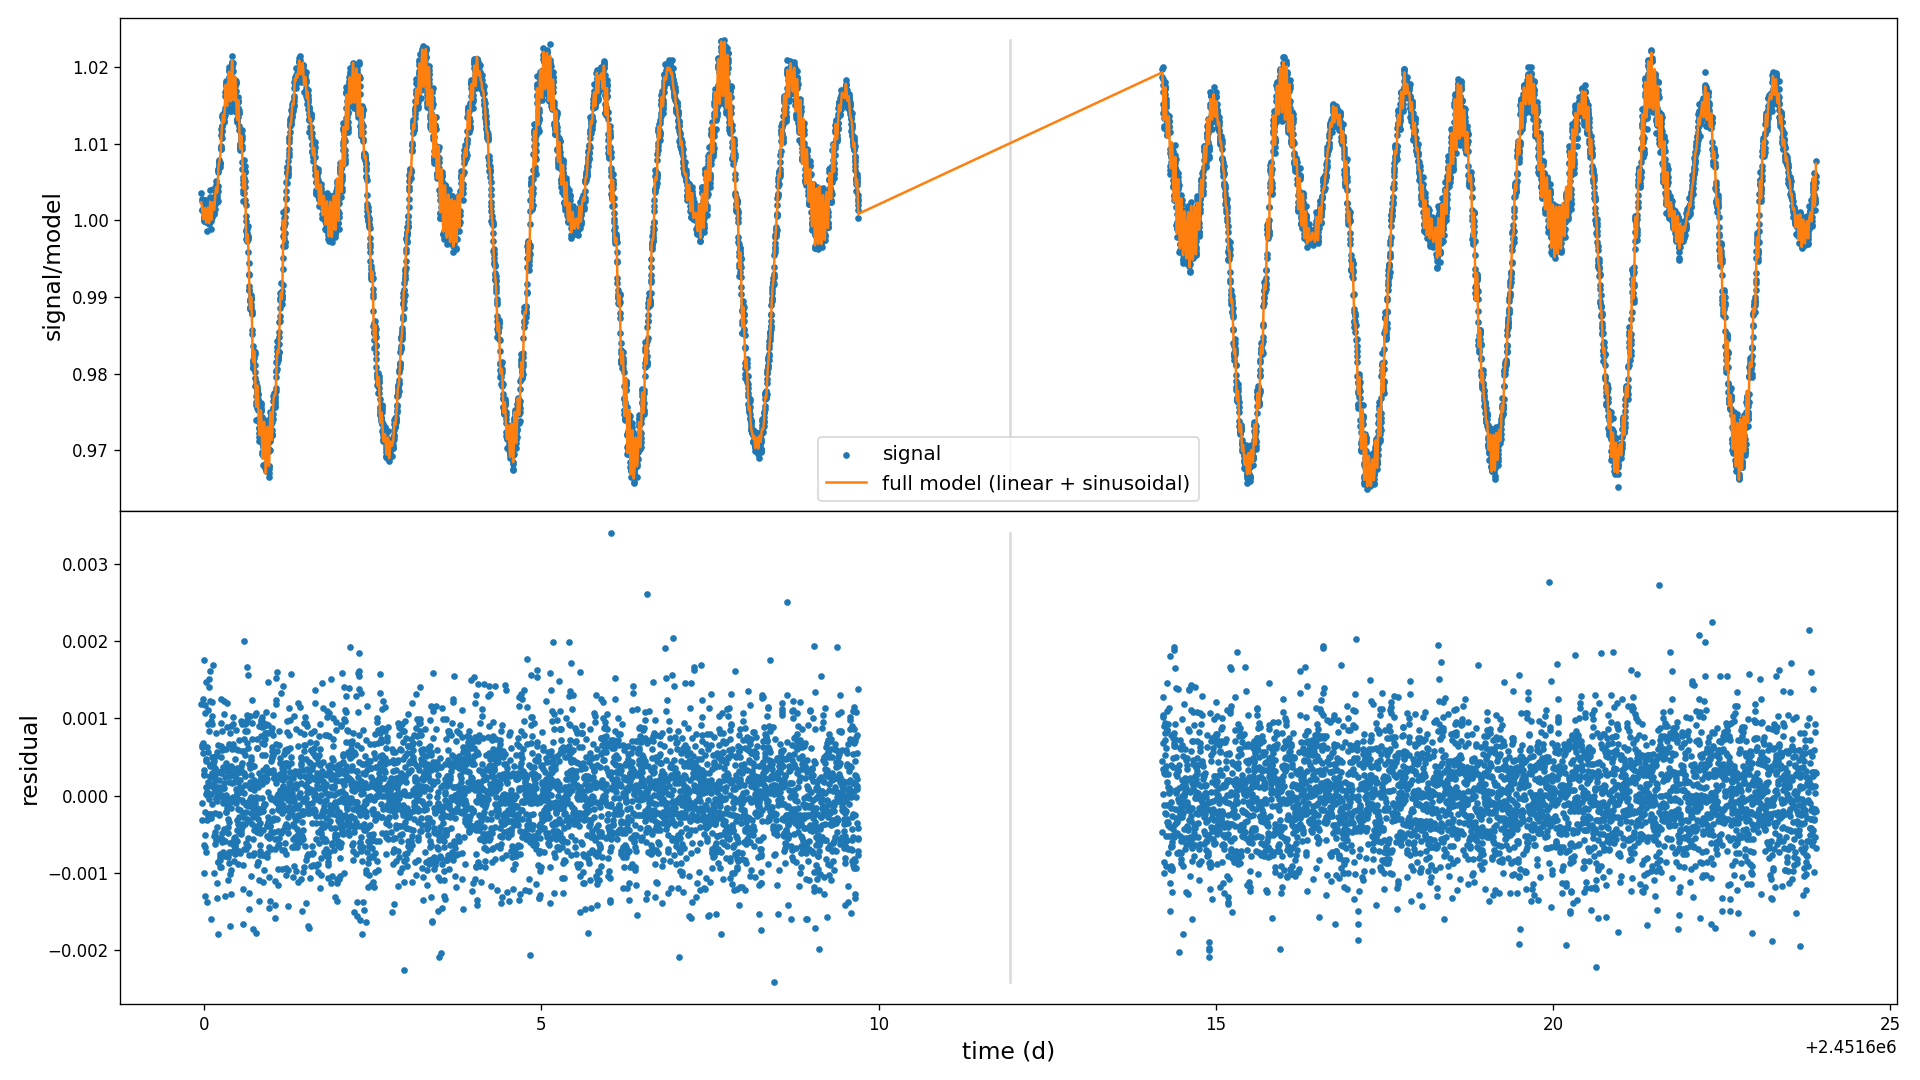 1.02
1.01
1.00
0.99
0.98
0.97
signal/model
signal
full model (linear + sinusoidal)
0.003
0.002
0.001
0.000
−0.001
−0.002
residual
0 5 10 15 20 25
time (d)
+2.4516e6